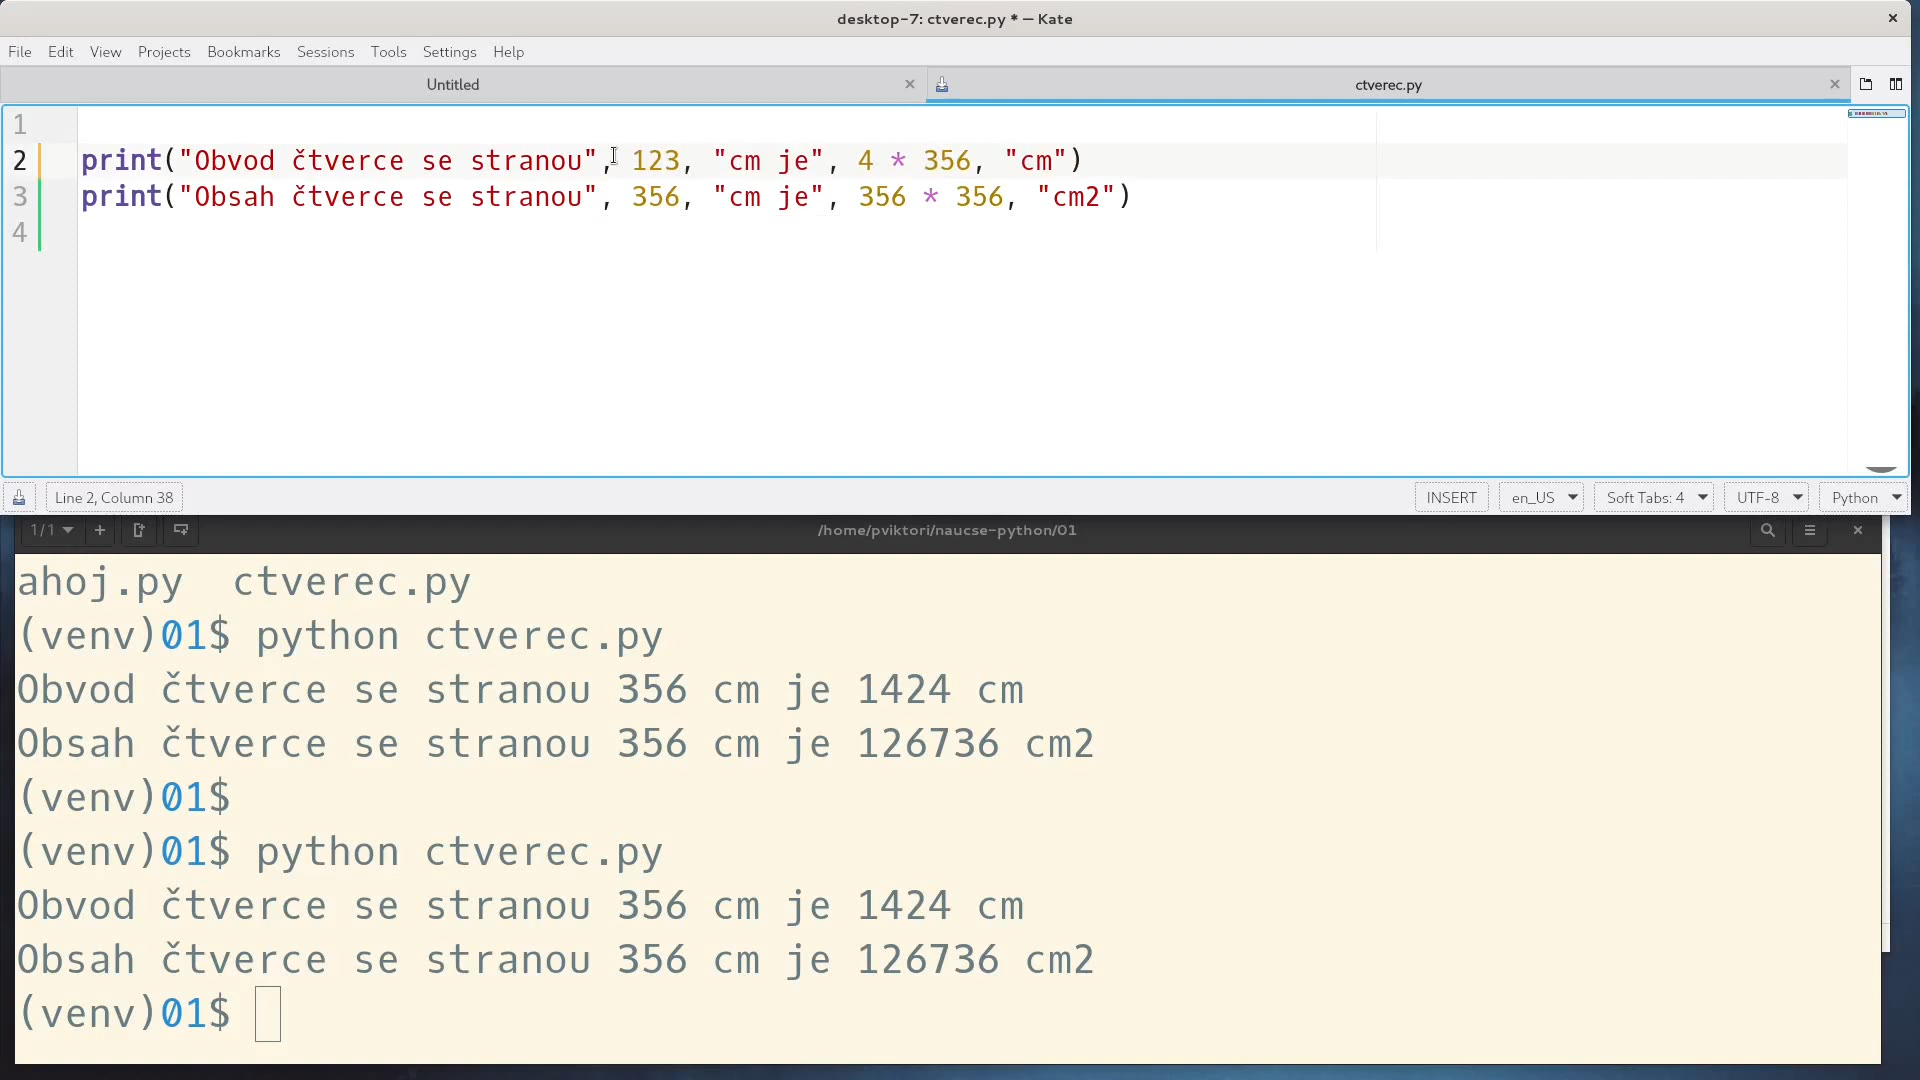 desktop-7: ctverec.py * — Kate
File Edit View Projects Bookmarks Sessions Tools Settings Help
Untitled ctverec.py
1
2 print("Obvod čtverce se stranou", 123, "cm je", 4 * 356, "cm")
3 print("Obsah čtverce se stranou", 356, "cm je", 356 * 356, "cm2")
4
Line 2, Column 38 INSERT en_US Soft Tabs: 4 UTF-8 Python
1/1 /home/pviktori/naucse-python/01
ahoj.py ctverec.py
(venv)01$ python ctverec.py
Obvod čtverce se stranou 356 cm je 1424 cm
Obsah čtverce se stranou 356 cm je 126736 cm2
(venv)01$
(venv)01$ python ctverec.py
Obvod čtverce se stranou 356 cm je 1424 cm
Obsah čtverce se stranou 356 cm je 126736 cm2
(venv)01$